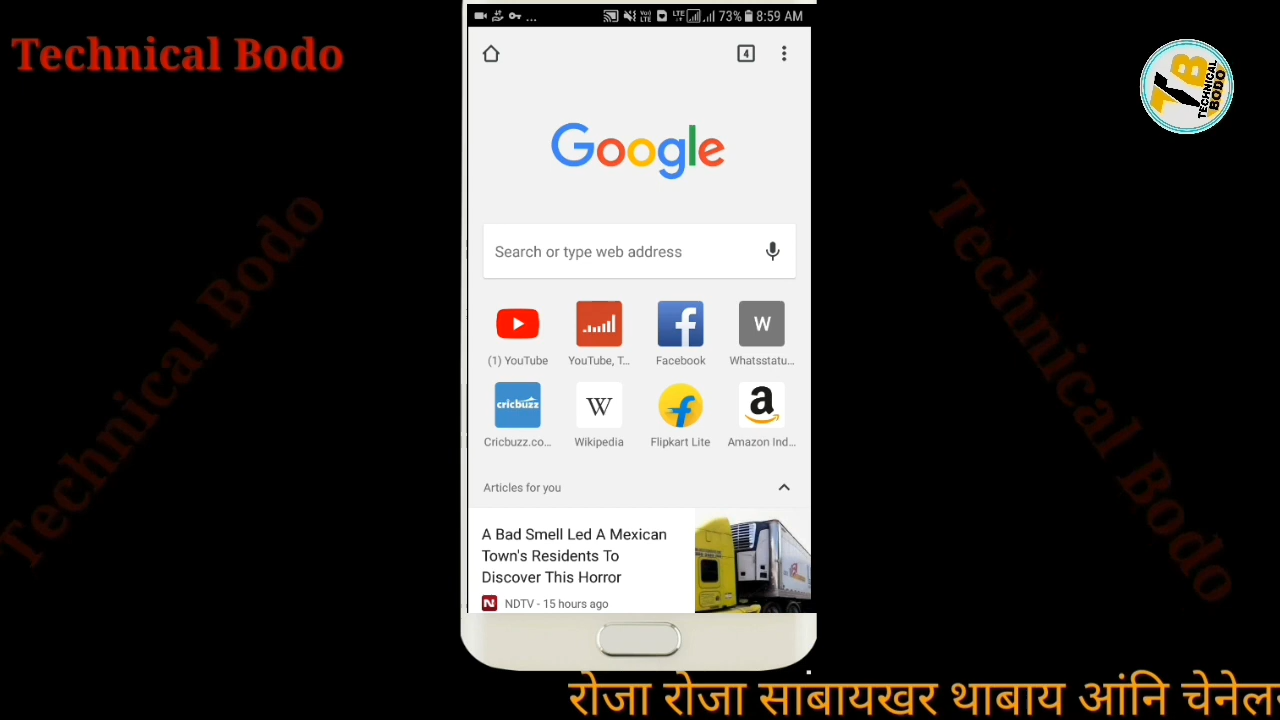 Technical Bodo
73% 8:59 AM
4
TB TECHNICAL BODO
Google
Search or type web address
(1) YouTube
YouTube, T...
Facebook
W
Whatsstatu...
cricbuzz
Cricbuzz.co...
W
Wikipedia
Flipkart Lite
a
Amazon Ind...
Articles for you
A Bad Smell Led A Mexican
Town's Residents To
Discover This Horror
N NDTV - 15 hours ago
Technical Bodo
Technical Bodo
रोजा रोजा साबायखर थाबाय आंनि चेनेल